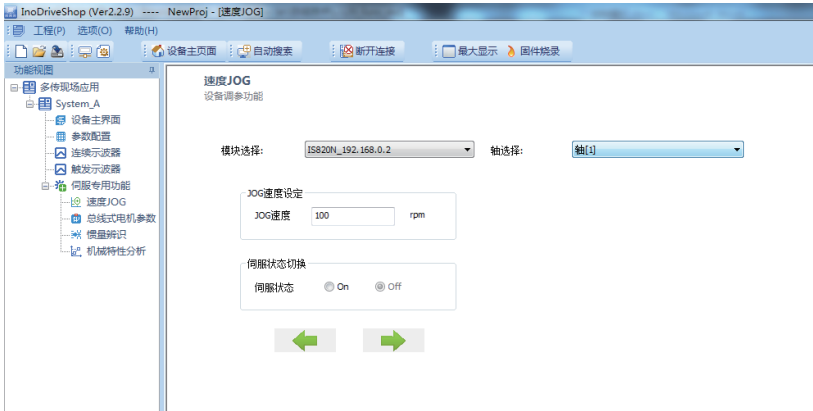 InoDriveShop (Ver2.2.9) ---- NewProj - [速度JOG]
工程(P) 选项(O) 帮助(H)
设备主页面 自动搜索 断开连接 最大显示 固件烧录
功能视图
多传现场应用
System_A
设备主界面
参数配置
连续示波器
触发示波器
伺服专用功能
速度JOG
总线式电机参数
惯量辨识
机械特性分析
速度JOG
设备调参功能
模块选择: IS820N_192.168.0.2 轴选择: 轴[1]
JOG速度设定
JOG速度 100 rpm
伺服状态切换
伺服状态 On Off